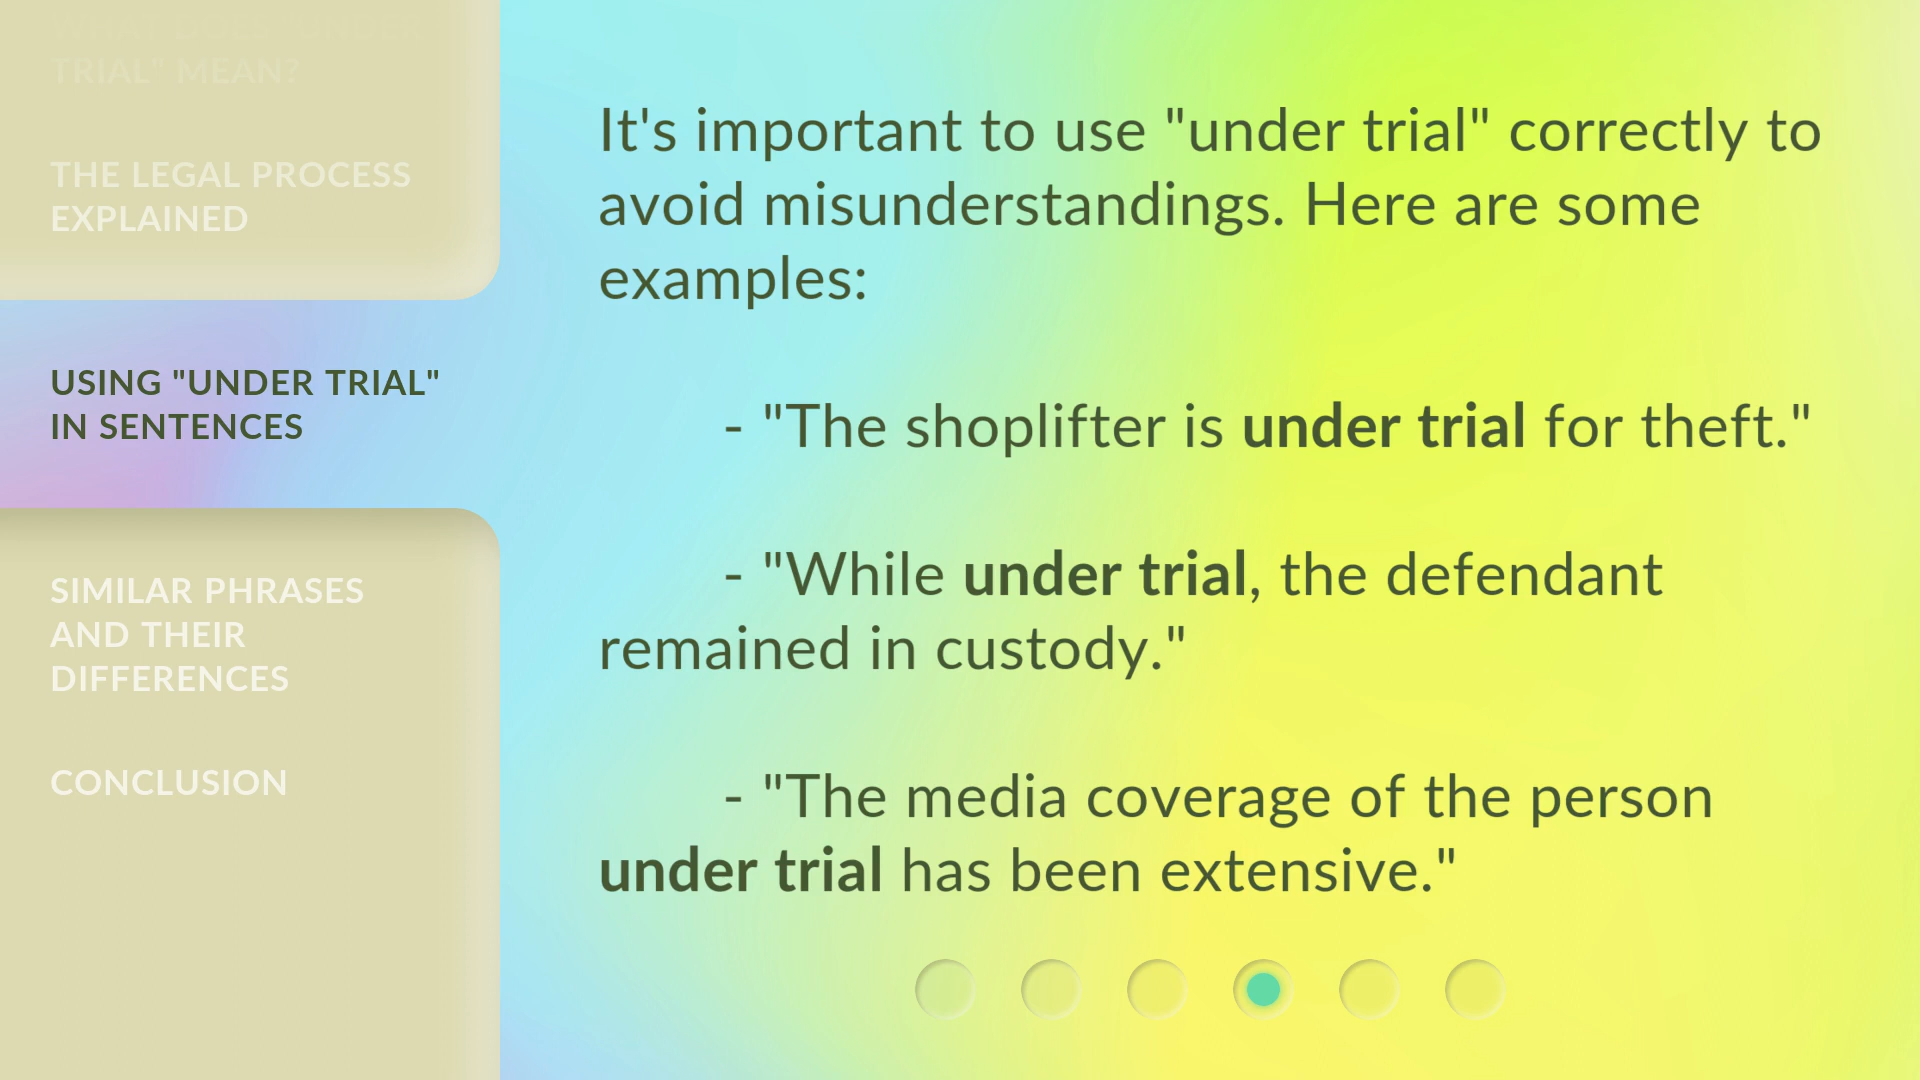 WHAT DOES "UNDER
TRIAL" MEAN?
THE LEGAL PROCESS
EXPLAINED
USING "UNDER TRIAL"
IN SENTENCES
SIMILAR PHRASES
AND THEIR
DIFFERENCES
CONCLUSION
It's important to use "under trial" correctly to
avoid misunderstandings. Here are some
examples:
- "The shoplifter is under trial for theft."
- "While under trial, the defendant
remained in custody."
- "The media coverage of the person
under trial has been extensive."